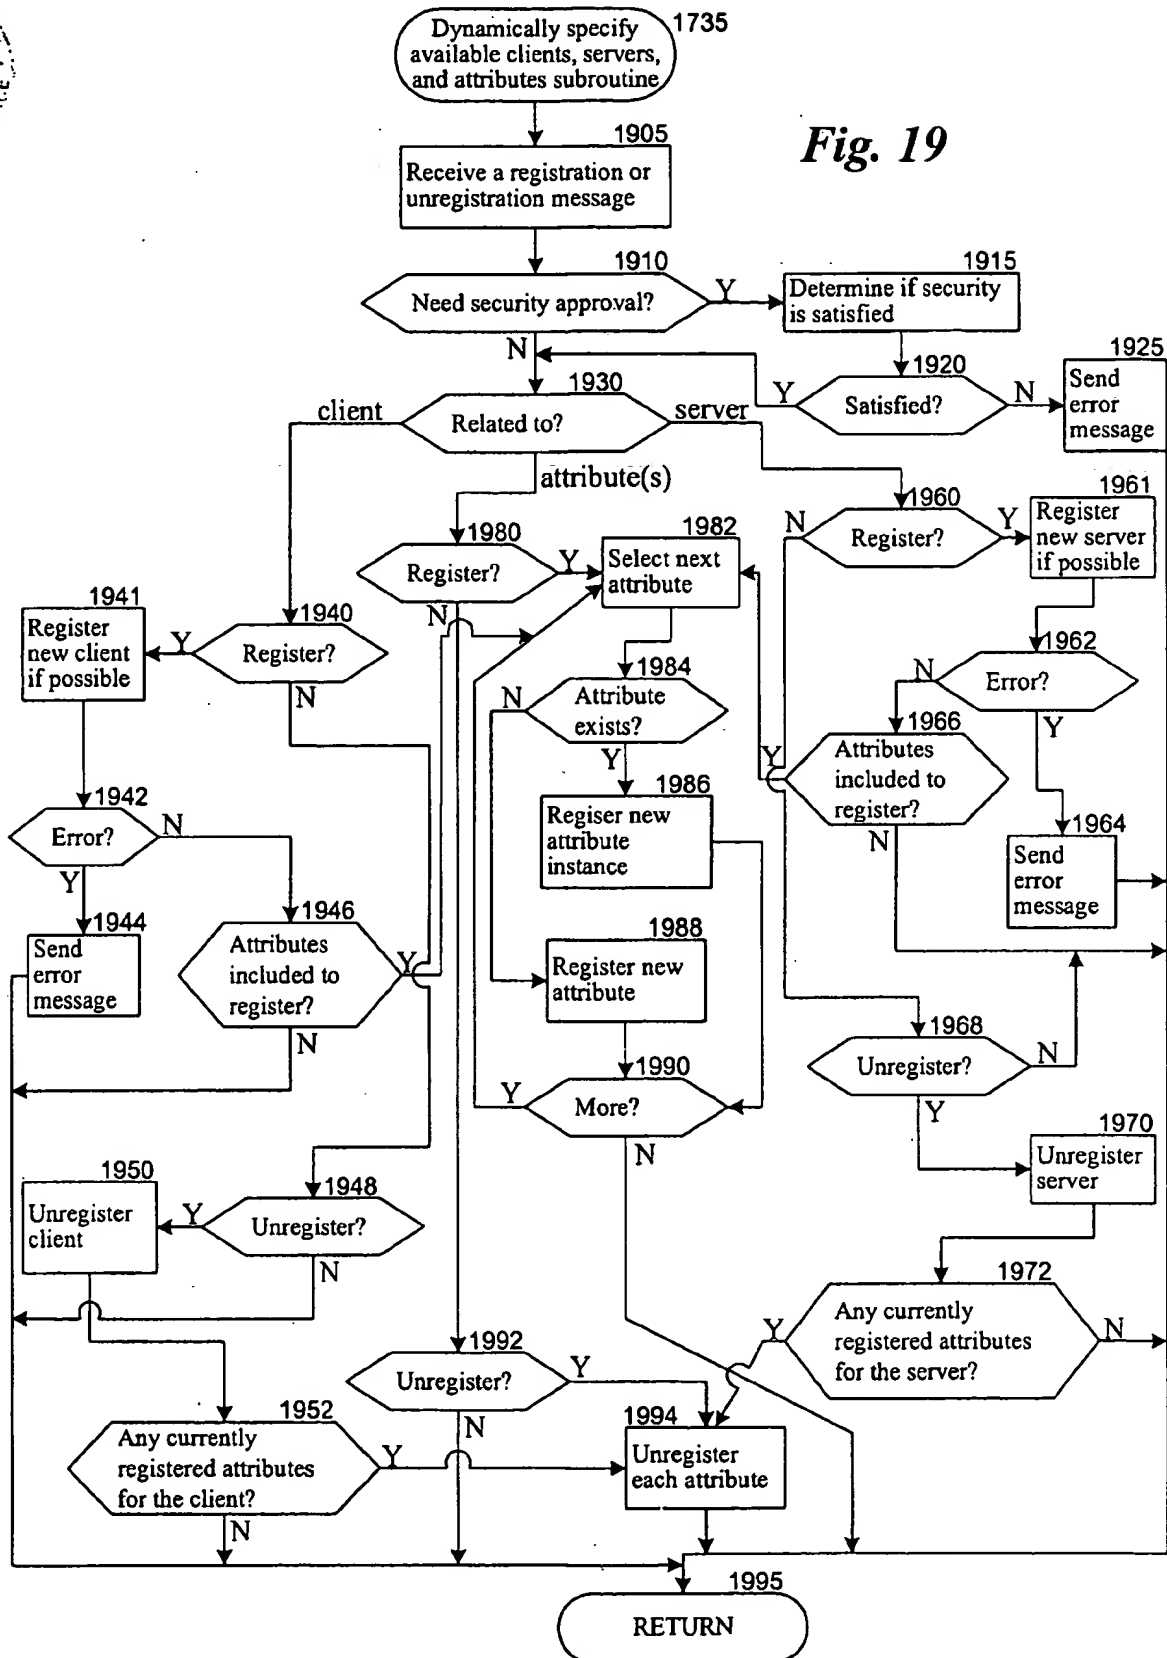 Dynamically specify
available clients, servers,
and attributes subroutine
1735
Fig. 19
1905
Receive a registration or
unregistration message
1910
Need security approval?
Y
N
1915
Determine if security
is satisfied
1920
Satisfied?
Y
N
1925
Send
error
message
1930
Related to?
client
server
attribute(s)
1960
Register?
N
Y
1961
Register
new server
if possible
1980
Register?
Y
N
1982
Select next
attribute
1941
Register
new client
if possible
1940
Register?
Y
N
1962
Error?
N
Y
1984
Attribute
exists?
N
Y
1966
Attributes
included to
register?
Y
N
1986
Regiser new
attribute
instance
1942
Error?
N
Y
1964
Send
error
message
1944
Send
error
message
1946
Attributes
included to
register?
Y
N
1988
Register new
attribute
1968
Unregister?
N
Y
1990
More?
Y
N
1970
Unregister
server
1950
Unregister
client
1948
Unregister?
Y
N
1972
Any currently
registered attributes
for the server?
Y
N
1992
Unregister?
Y
N
1952
Any currently
registered attributes
for the client?
Y
N
1994
Unregister
each attribute
1995
RETURN